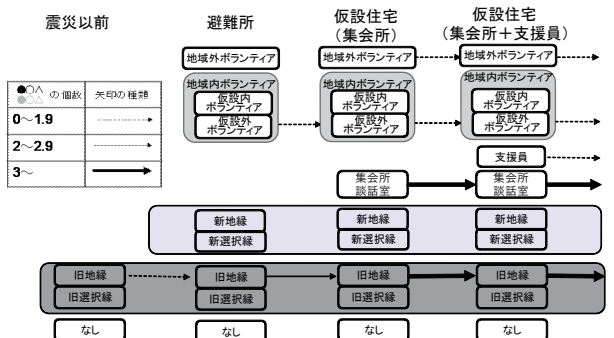 震災以前
避難所
仮設住宅
(集会所)
仮設住宅
(集会所＋支援員)
●○△
●○△
の個数
矢印の種類
0～1.9
2～2.9
3～
地域外ボランティア
地域外ボランティア
地域外ボランティア
地域内ボランティア
仮設内
ボランティア
仮設外
ボランティア
地域内ボランティア
仮設内
ボランティア
仮設外
ボランティア
地域内ボランティア
仮設内
ボランティア
仮設外
ボランティア
支援員
集会所
談話室
集会所
談話室
新地縁
新地縁
新地縁
新選択縁
新選択縁
新選択縁
旧地縁
旧地縁
旧地縁
旧地縁
旧選択縁
旧選択縁
旧選択縁
旧選択縁
なし
なし
なし
なし